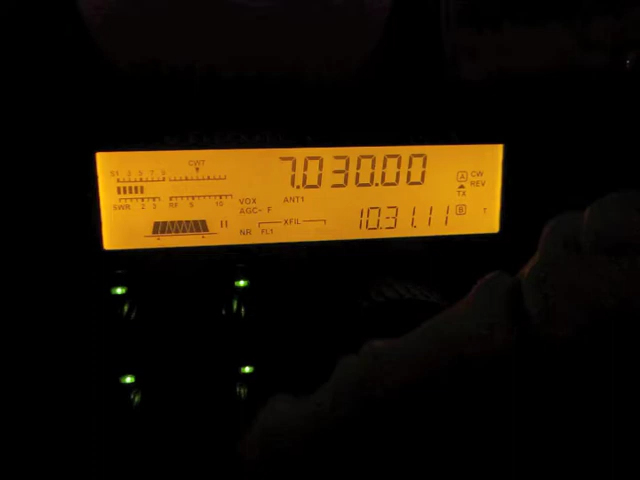 CWT
S1 3 5 7 9
7.030.00
A CW
REV
TX
SWR 2 3 RF 5 10
VOX ANT1
AGC- F
10.31.11 B T
NR FL1 XFIL